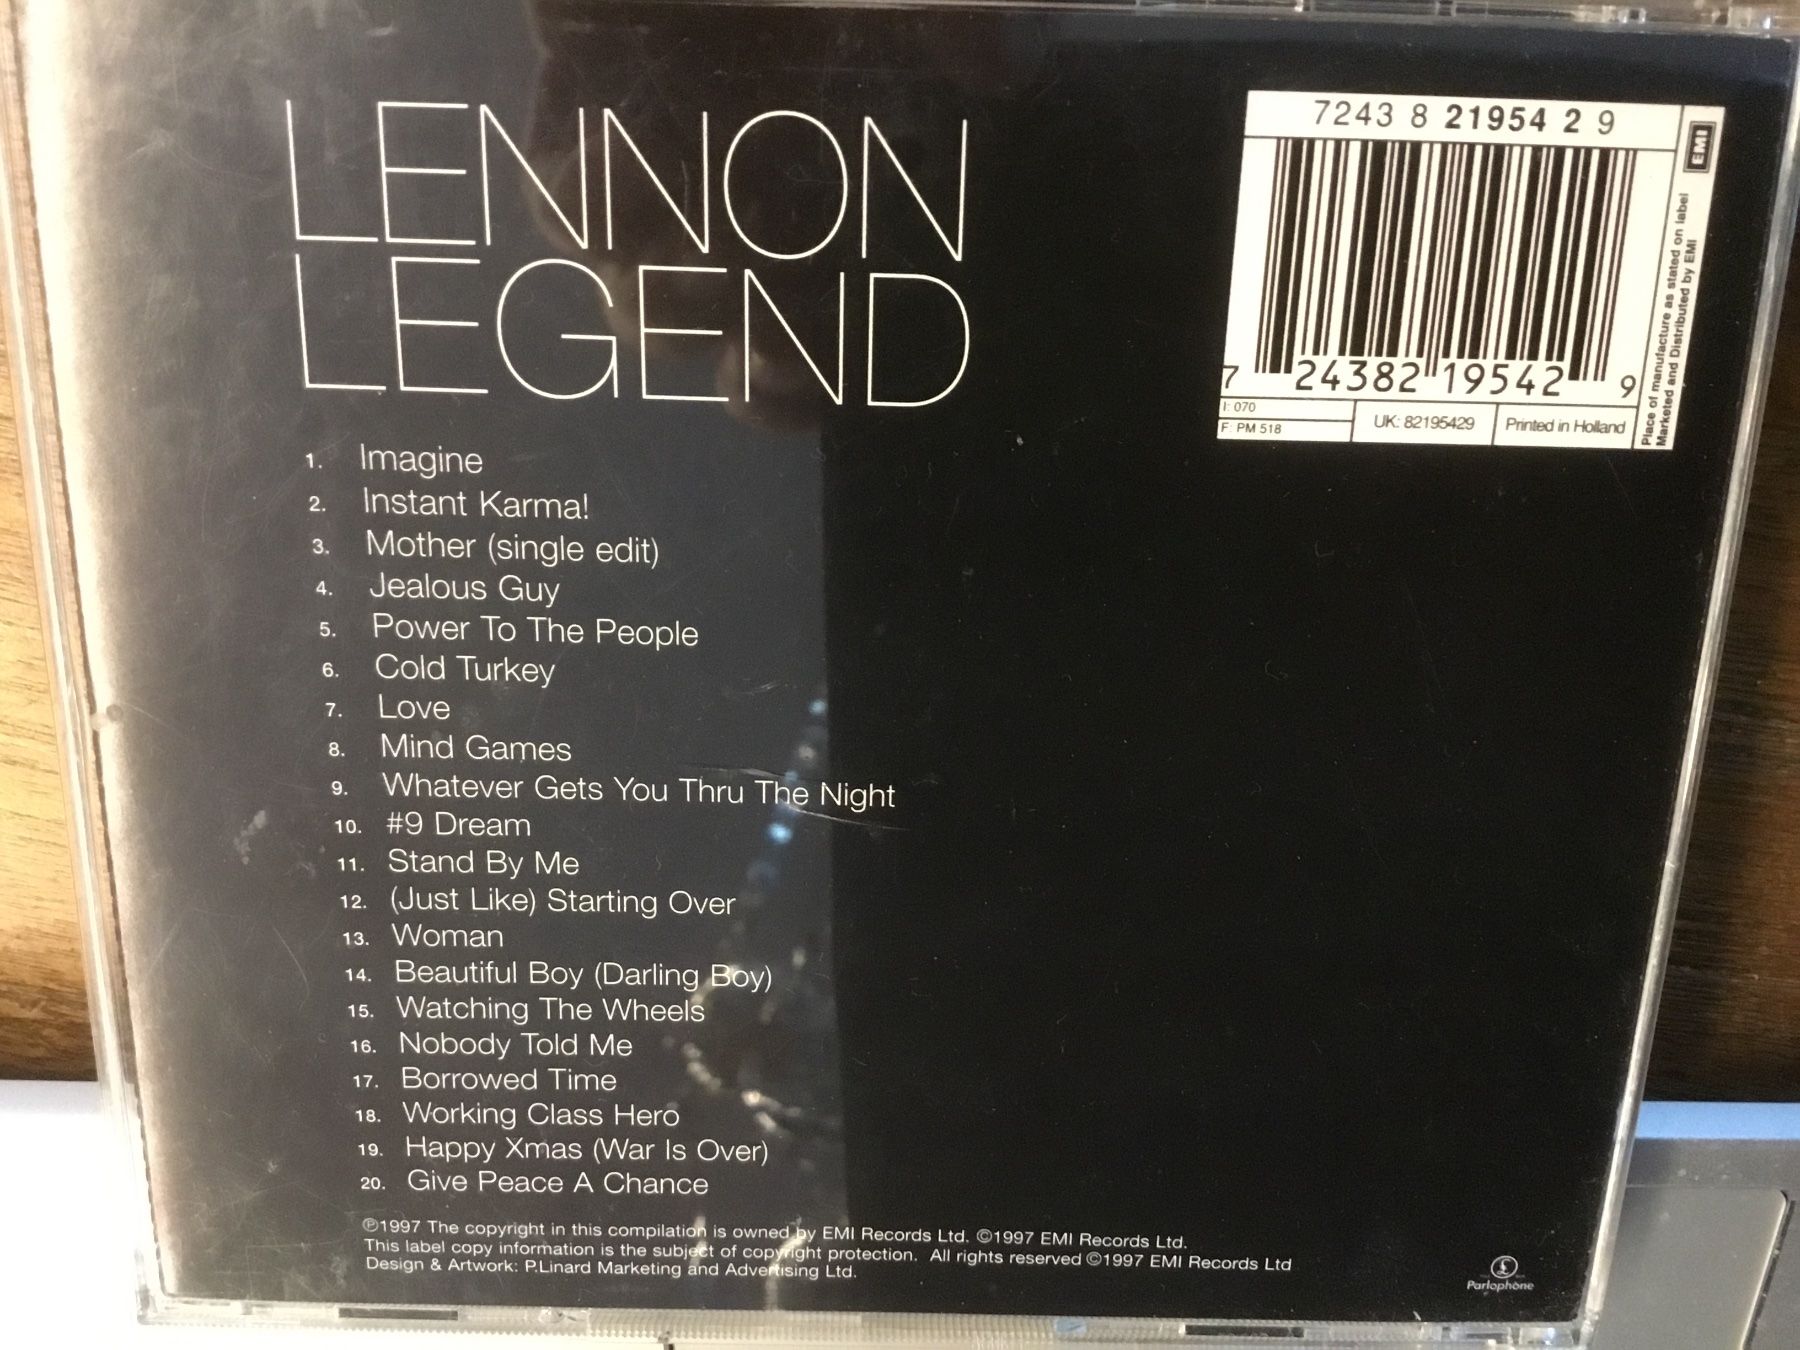 LENNON
LEGEND
7243 8 21954 2 9
EMI
7 24382 19542 9
I: 070
F: PM 518
UK: 82195429
Printed in Holland
Place of manufacture as stated on label
Marketed and Distributed by EMI
1. Imagine
2. Instant Karma!
3. Mother (single edit)
4. Jealous Guy
5. Power To The People
6. Cold Turkey
7. Love
8. Mind Games
9. Whatever Gets You Thru The Night
10. #9 Dream
11. Stand By Me
12. (Just Like) Starting Over
13. Woman
14. Beautiful Boy (Darling Boy)
15. Watching The Wheels
16. Nobody Told Me
17. Borrowed Time
18. Working Class Hero
19. Happy Xmas (War Is Over)
20. Give Peace A Chance
℗1997 The copyright in this compilation is owned by EMI Records Ltd. ©1997 EMI Records Ltd.
This label copy information is the subject of copyright protection. All rights reserved ©1997 EMI Records Ltd
Design & Artwork: P.Linard Marketing and Advertising Ltd.
£
Parlophone